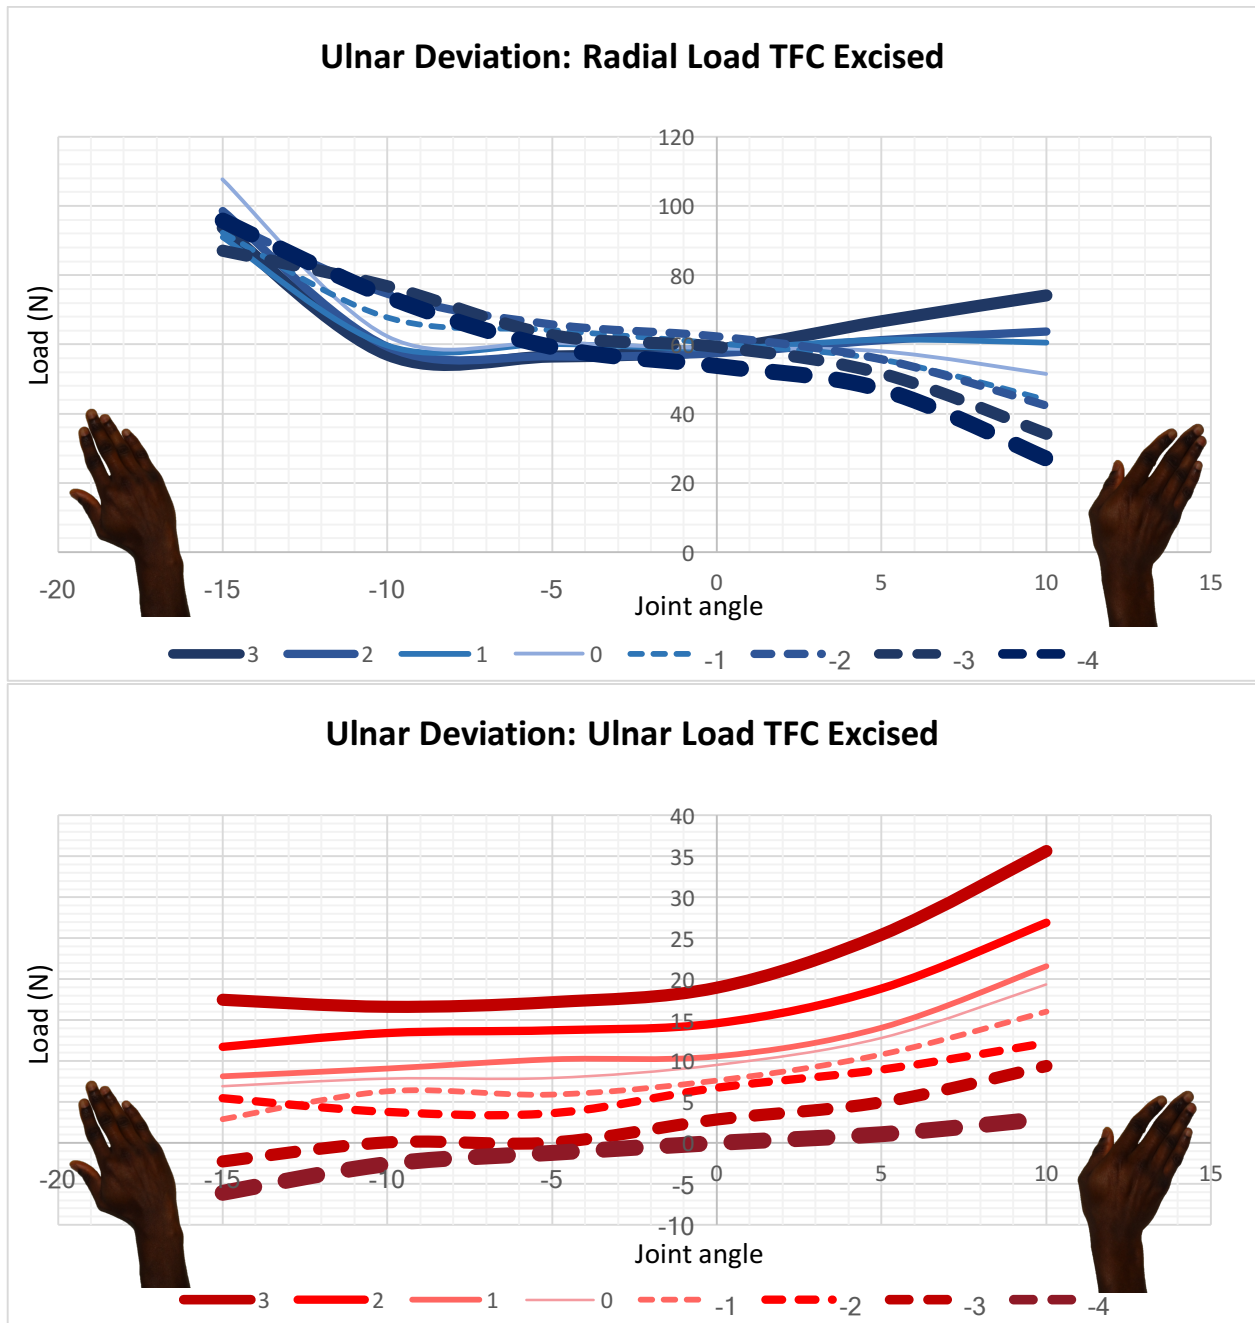 Ulnar Deviation: Radial Load TFC Excised
120
100
80
60
40
20
0
Load (N)
-20 -15 -10 -5 0 5 10 15
Joint angle
3 2 1 0 -1 -2 -3 -4
Ulnar Deviation: Ulnar Load TFC Excised
40
35
30
25
20
15
10
5
0
-5
-10
Load (N)
-20 -15 -10 -5 0 5 10 15
Joint angle
3 2 1 0 -1 -2 -3 -4